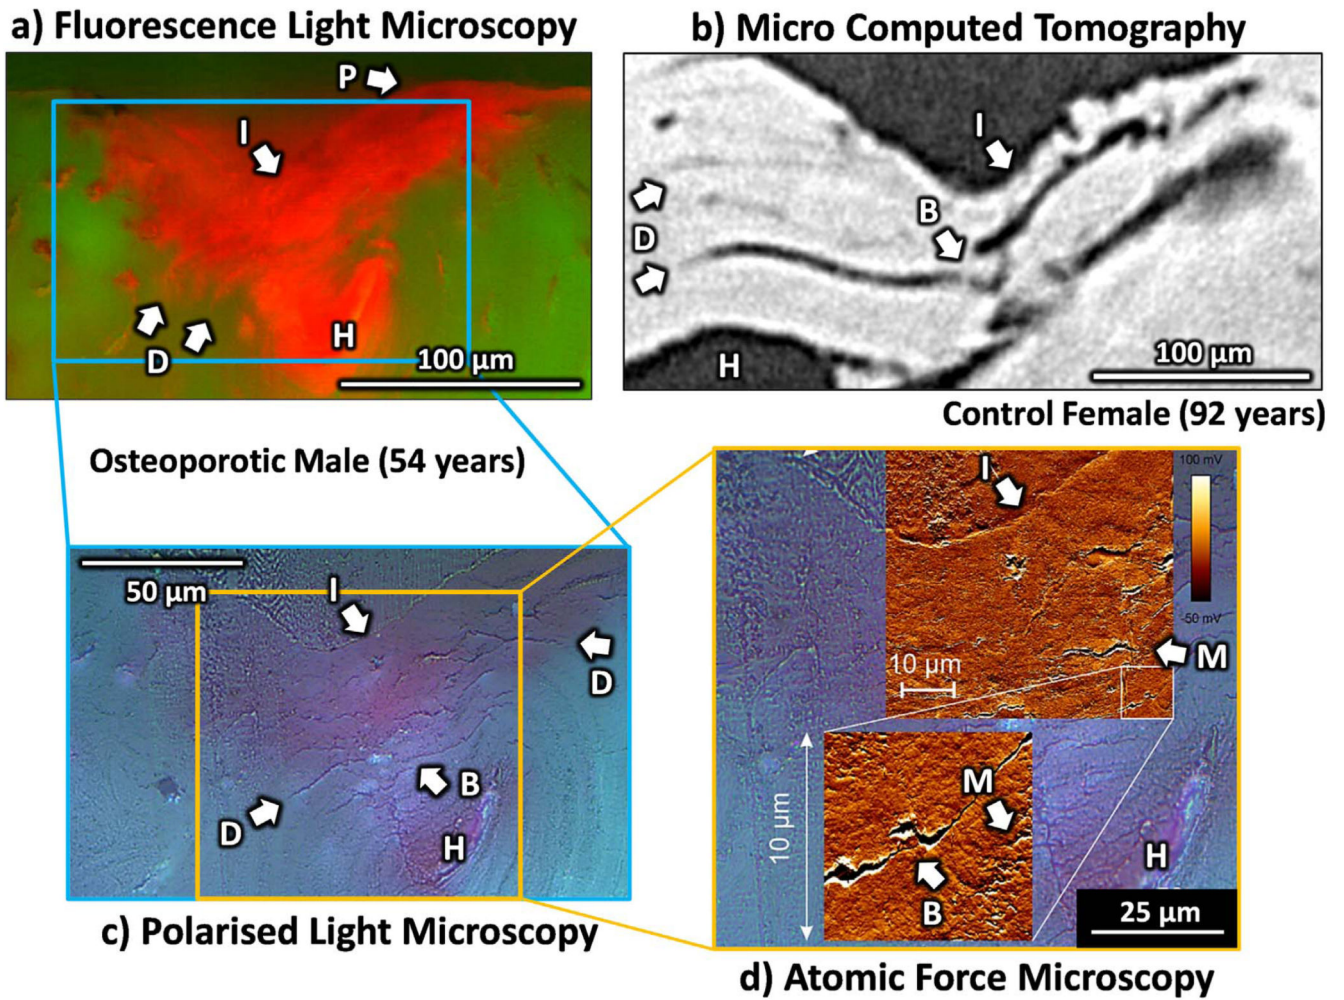 a) Fluorescence Light Microscopy
P
I
D
H
100 µm
b) Micro Computed Tomography
I
B
D
H
100 µm
Control Female (92 years)
Osteoporotic Male (54 years)
50 µm
I
D
B
D
H
c) Polarised Light Microscopy
I
100 mV
-50 mV
M
10 µm
M
10 µm
B
H
25 µm
d) Atomic Force Microscopy